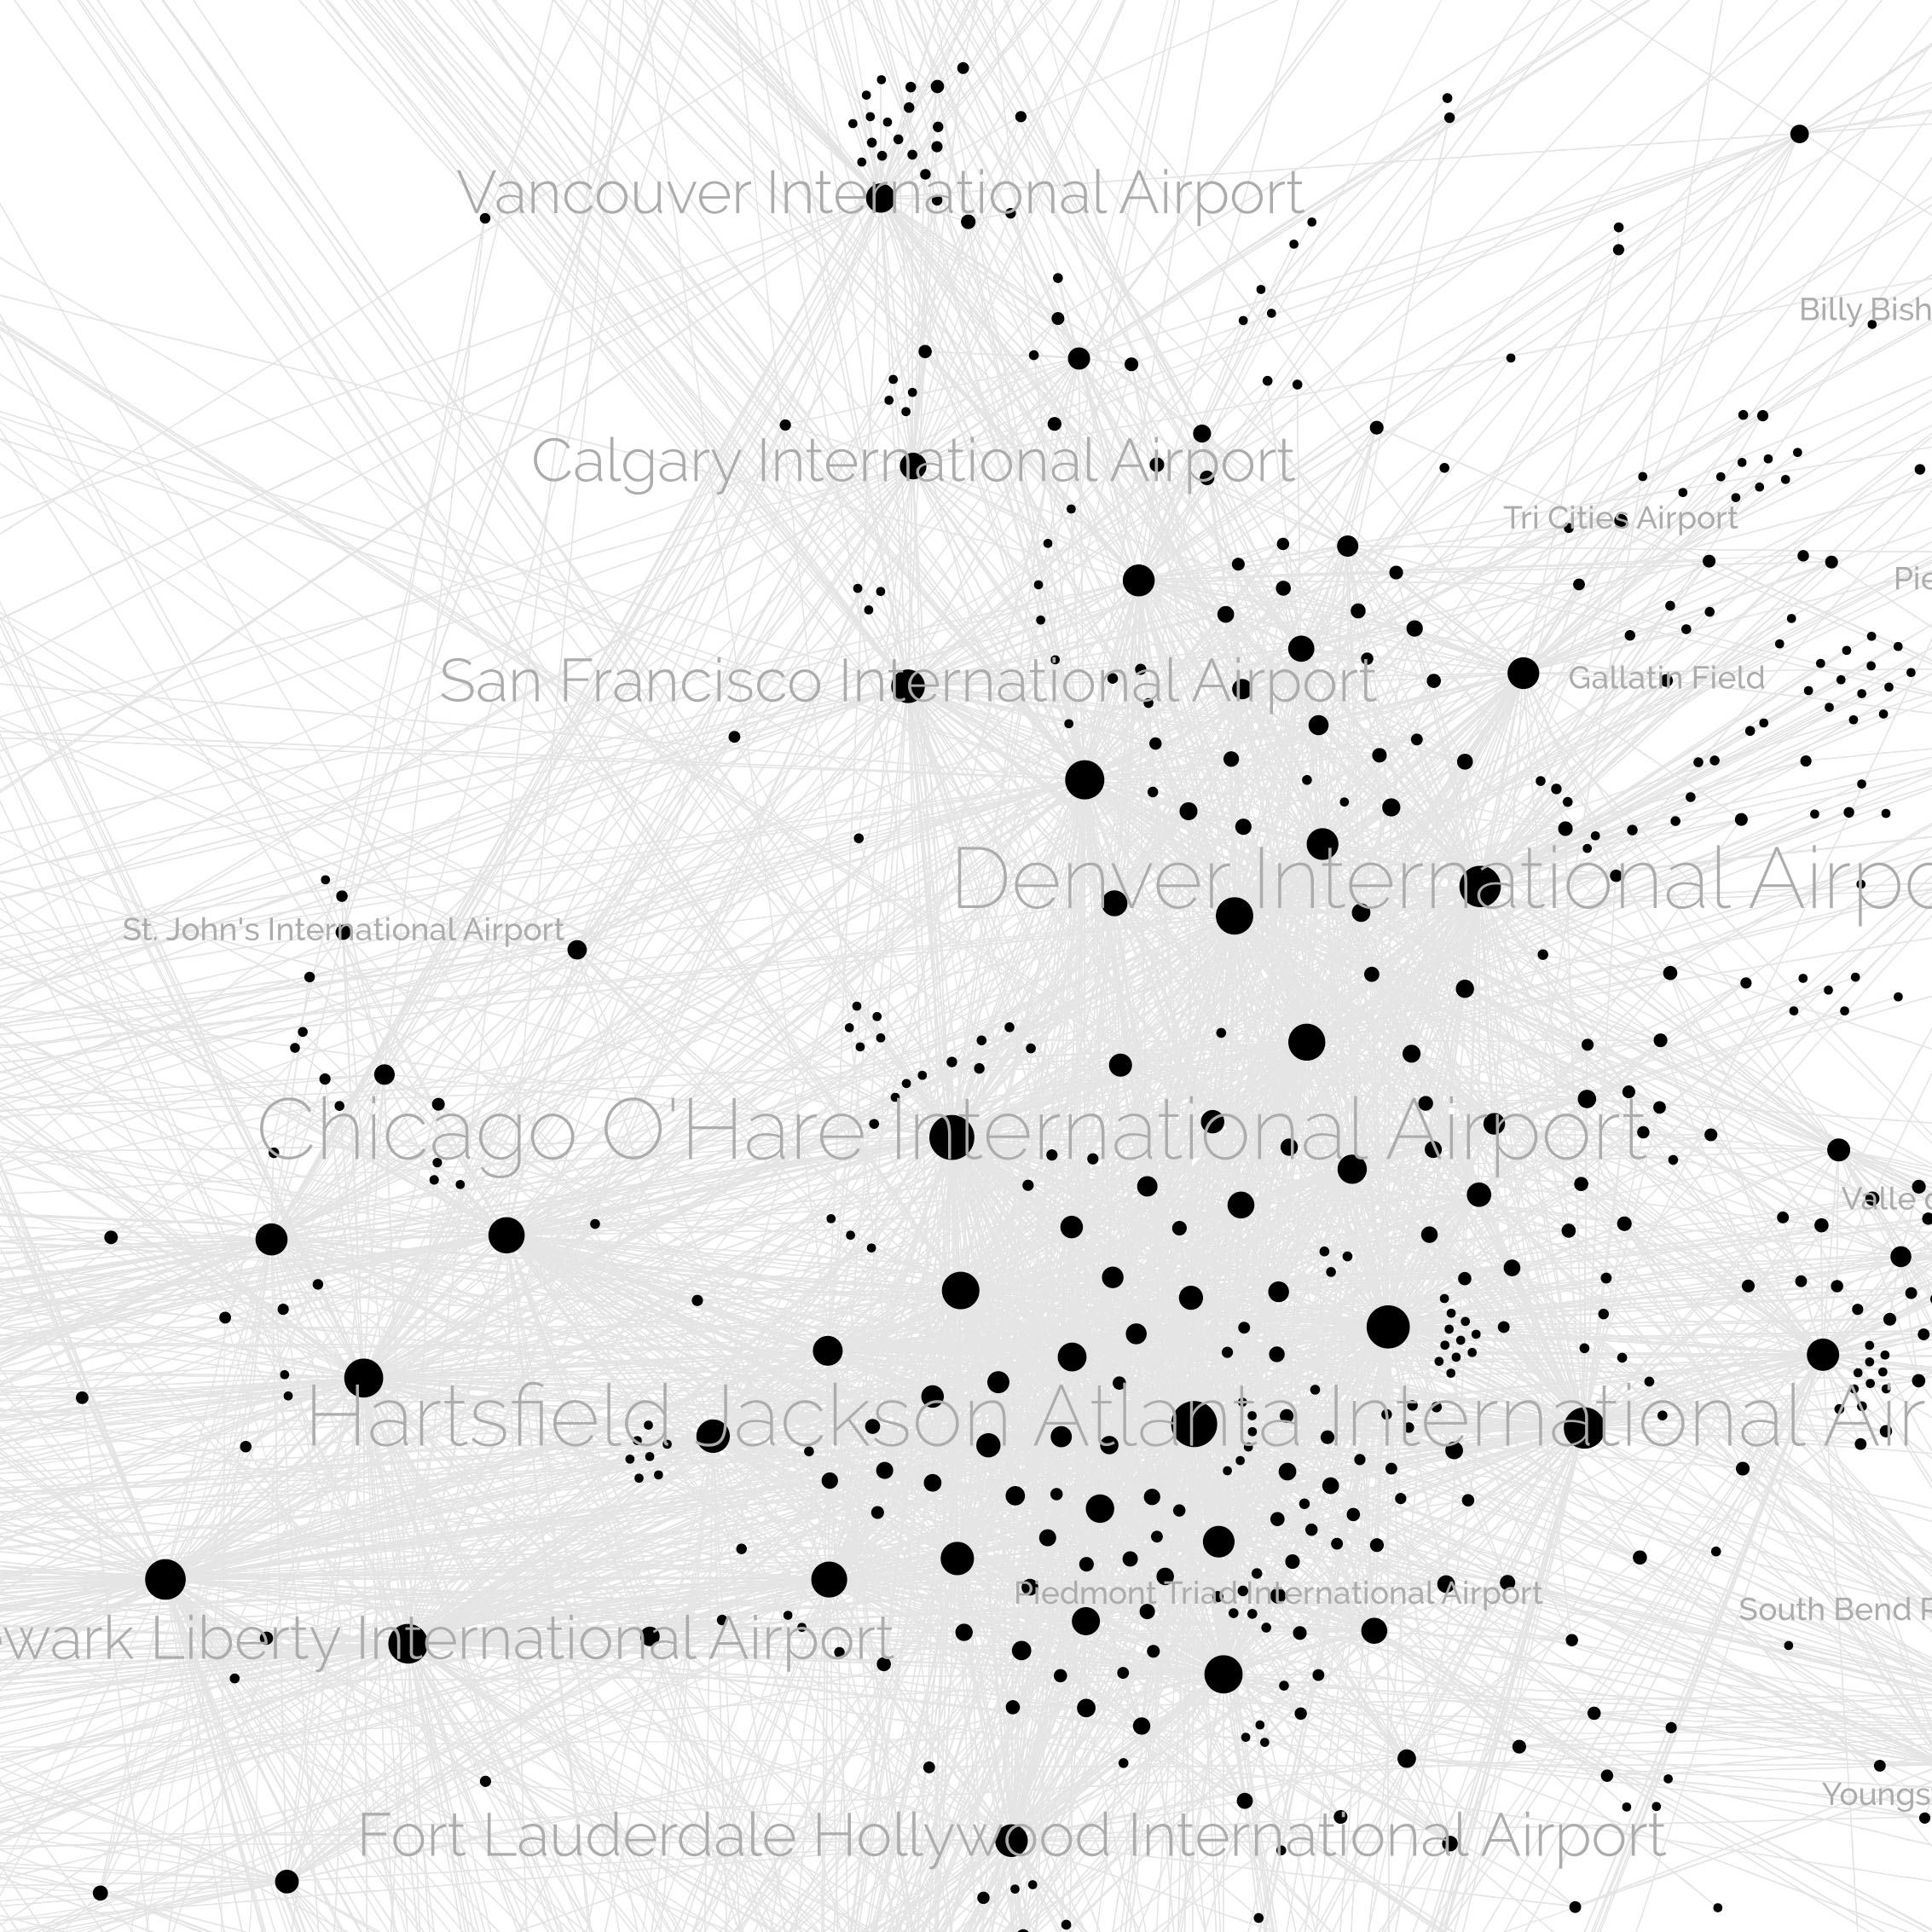 Vancouver International Airport
Billy Bish
Calgary International Airport
Tri Cities Airport
Pie
San Francisco International Airport
Gallatin Field
Denver International Airpo
St. John's International Airport
Chicago O'Hare International Airport
Valle
Hartsfield Jackson Atlanta International Air
Piedmont Triad International Airport
South Bend R
ewark Liberty International Airport
Youngs
Fort Lauderdale Hollywood International Airport